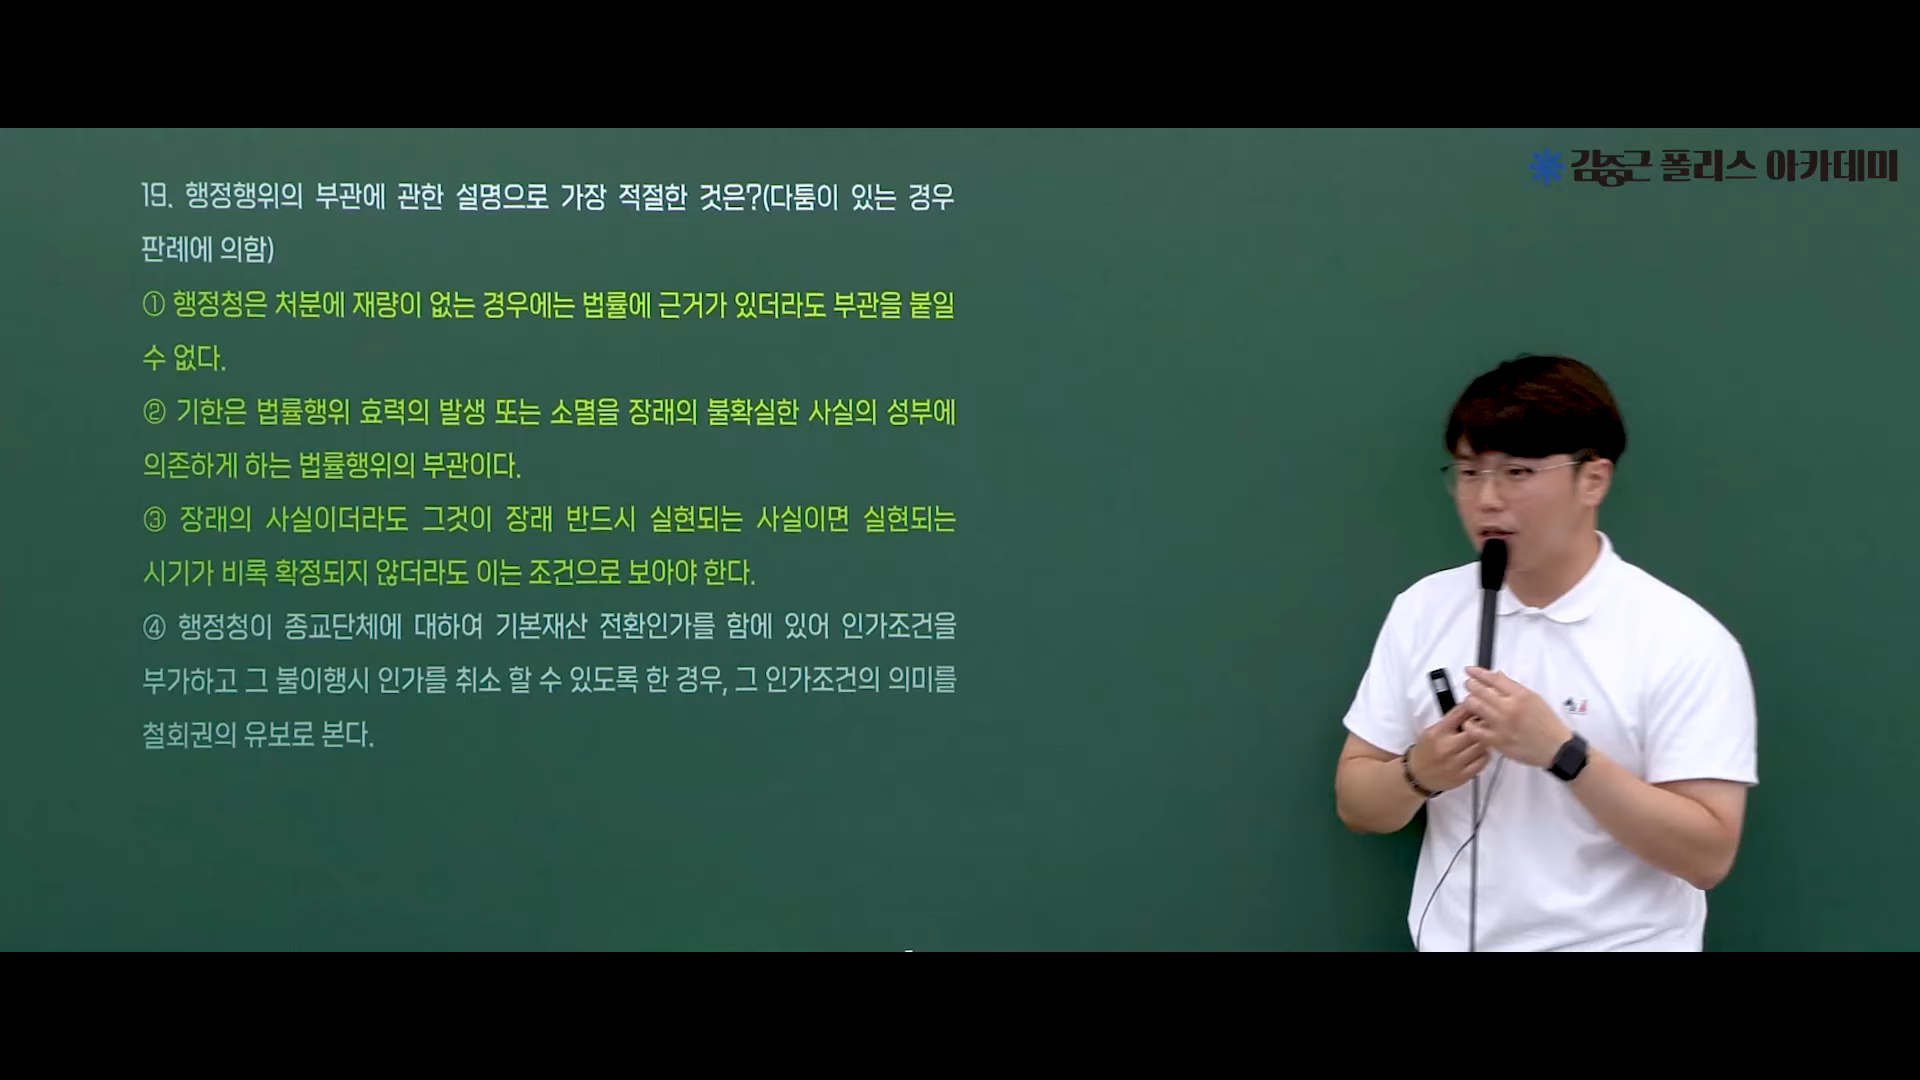 김중근 폴리스 아카데미
19. 행정행위의 부관에 관한 설명으로 가장 적절한 것은?(다툼이 있는 경우
판례에 의함)
① 행정청은 처분에 재량이 없는 경우에는 법률에 근거가 있더라도 부관을 붙일
수 없다.
② 기한은 법률행위 효력의 발생 또는 소멸을 장래의 불확실한 사실의 성부에
의존하게 하는 법률행위의 부관이다.
③ 장래의 사실이더라도 그것이 장래 반드시 실현되는 사실이면 실현되는
시기가 비록 확정되지 않더라도 이는 조건으로 보아야 한다.
④ 행정청이 종교단체에 대하여 기본재산 전환인가를 함에 있어 인가조건을
부가하고 그 불이행시 인가를 취소 할 수 있도록 한 경우, 그 인가조건의 의미를
철회권의 유보로 본다.